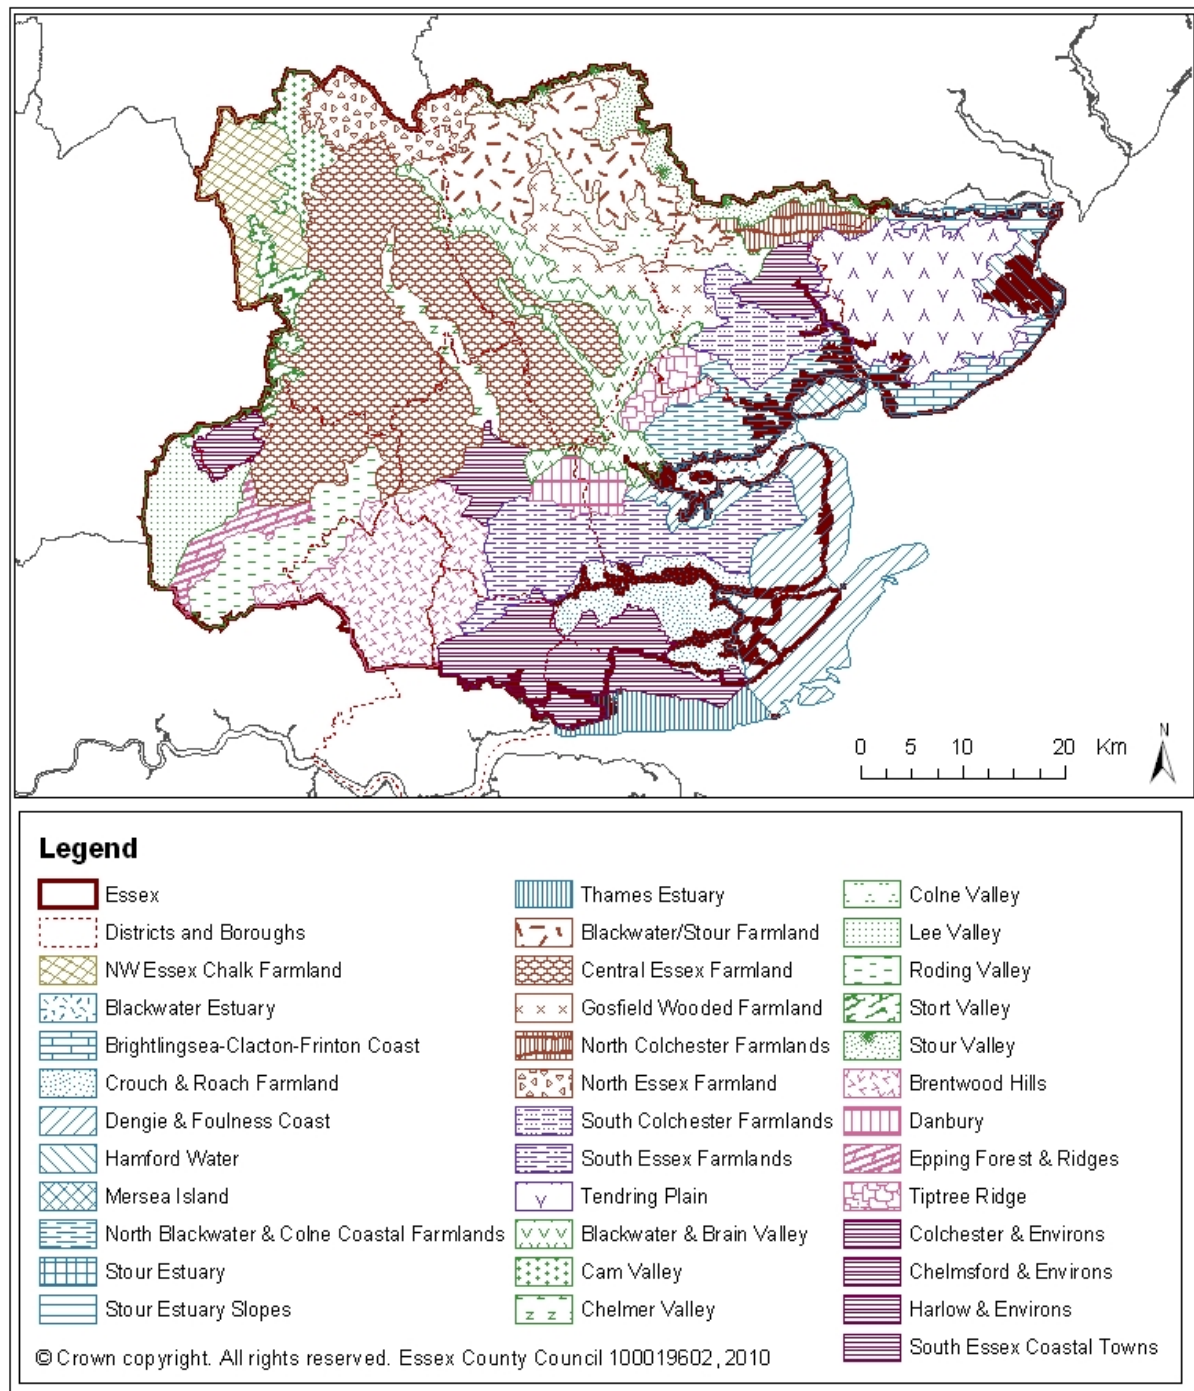 N
0 5 10 20 Km
Legend
Essex
Districts and Boroughs
NW Essex Chalk Farmland
Blackwater Estuary
Brightlingsea-Clacton-Frinton Coast
Crouch & Roach Farmland
Dengie & Foulness Coast
Hamford Water
Mersea Island
North Blackwater & Colne Coastal Farmlands
Stour Estuary
Stour Estuary Slopes
Thames Estuary
Blackwater/Stour Farmland
Central Essex Farmland
Gosfield Wooded Farmland
North Colchester Farmlands
North Essex Farmland
South Colchester Farmlands
South Essex Farmlands
Tendring Plain
Blackwater & Brain Valley
Cam Valley
Chelmer Valley
Colne Valley
Lee Valley
Roding Valley
Stort Valley
Stour Valley
Brentwood Hills
Danbury
Epping Forest & Ridges
Tiptree Ridge
Colchester & Environs
Chelmsford & Environs
Harlow & Environs
South Essex Coastal Towns
© Crown copyright. All rights reserved. Essex County Council 100019602, 2010